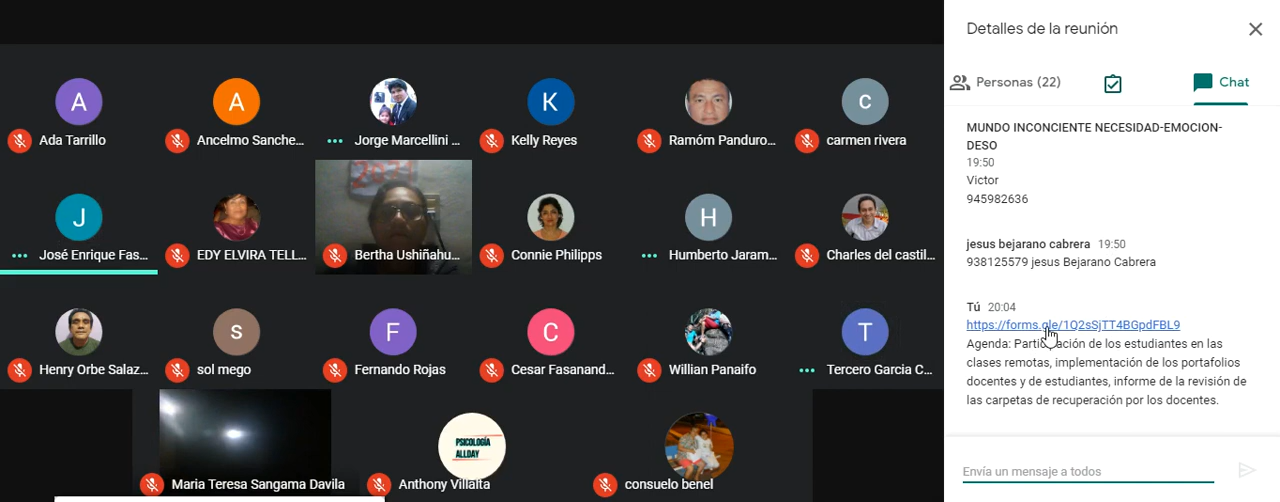 Detalles de la reunión
Personas (22)
Chat
MUNDO INCONCIENTE NECESIDAD-EMOCION-
DESO
19:50
Victor
945982636
jesus bejarano cabrera 19:50
938125579 jesus Bejarano Cabrera
Tú 20:04
https://forms.gle/1Q2sSjTT4BGpdFBL9
Agenda: Participación de los estudiantes en las
clases remotas, implementación de los portafolios
docentes y de estudiantes, informe de la revisión de
las carpetas de recuperación por los docentes.
Envía un mensaje a todos
A
Ada Tarrillo
A
Ancelmo Sanche...
Jorge Marcellini ...
K
Kelly Reyes
Ramóm Panduro...
c
carmen rivera
J
José Enrique Fas...
EDY ELVIRA TELL...
2021
Bertha Ushiñahu...
Connie Philipps
H
Humberto Jaram...
Charles del castil...
Henry Orbe Salaz...
s
sol mego
F
Fernando Rojas
C
Cesar Fasanand...
Willian Panaifo
T
Tercero Garcia C...
Maria Teresa Sangama Davila
PSICOLOGÍA
ALLDAY
Anthony Villalta
consuelo benel